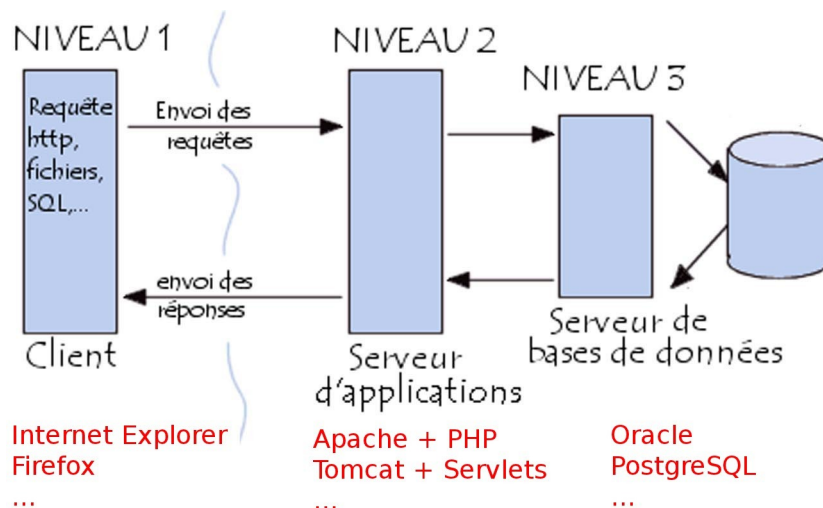 NIVEAU 1
NIVEAU 2
NIVEAU 3
Requête
http,
fichiers,
SQL,...
Envoi des
requêtes
envoi des
réponses
Client
Serveur
d'applications
Serveur de
bases de données
Internet Explorer
Firefox
...
Apache + PHP
Tomcat + Servlets
...
Oracle
PostgreSQL
...